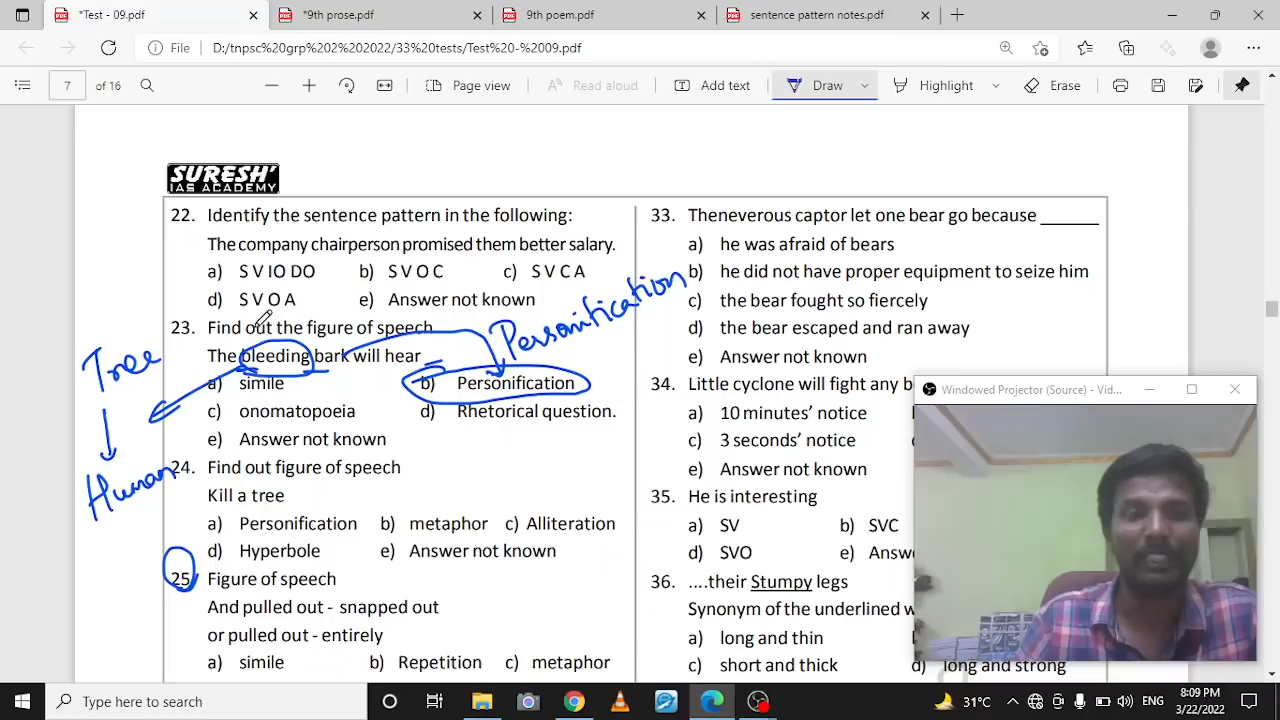 *Test - 09.pdf
*9th prose.pdf
9th poem.pdf
sentence pattern notes.pdf
File
D:/tnpsc%20grp%202%202022/33%20tests/Test%20-%2009.pdf
7 of 16
Page view
Read aloud
Add text
Draw
Highlight
Erase
SURESH'
IAS ACADEMY
22. Identify the sentence pattern in the following:
The company chairperson promised them better salary.
a) S V IO DO b) S V O C c) S V C A
d) S V O A e) Answer not known
23. Find out the figure of speech
The bleeding bark will hear
a) simile b) Personification
c) onomatopoeia d) Rhetorical question.
e) Answer not known
Personification
Tree
Human
24. Find out figure of speech
Kill a tree
a) Personification b) metaphor c) Alliteration
d) Hyperbole e) Answer not known
25. Figure of speech
And pulled out - snapped out
or pulled out - entirely
a) simile b) Repetition c) metaphor
33. Theneverous captor let one bear go because ______
a) he was afraid of bears
b) he did not have proper equipment to seize him
c) the bear fought so fiercely
d) the bear escaped and ran away
e) Answer not known
34. Little cyclone will fight any b
a) 10 minutes' notice
b) 3 seconds' notice
e) Answer not known
35. He is interesting
a) SV b) SVC
d) SVO e) Answ
36. ....their Stumpy legs
Synonym of the underlined w
a) long and thin
c) short and thick d) long and strong
Windowed Projector (Source) - Vid...
Type here to search
31°C
ENG
8:09 PM
3/22/2022